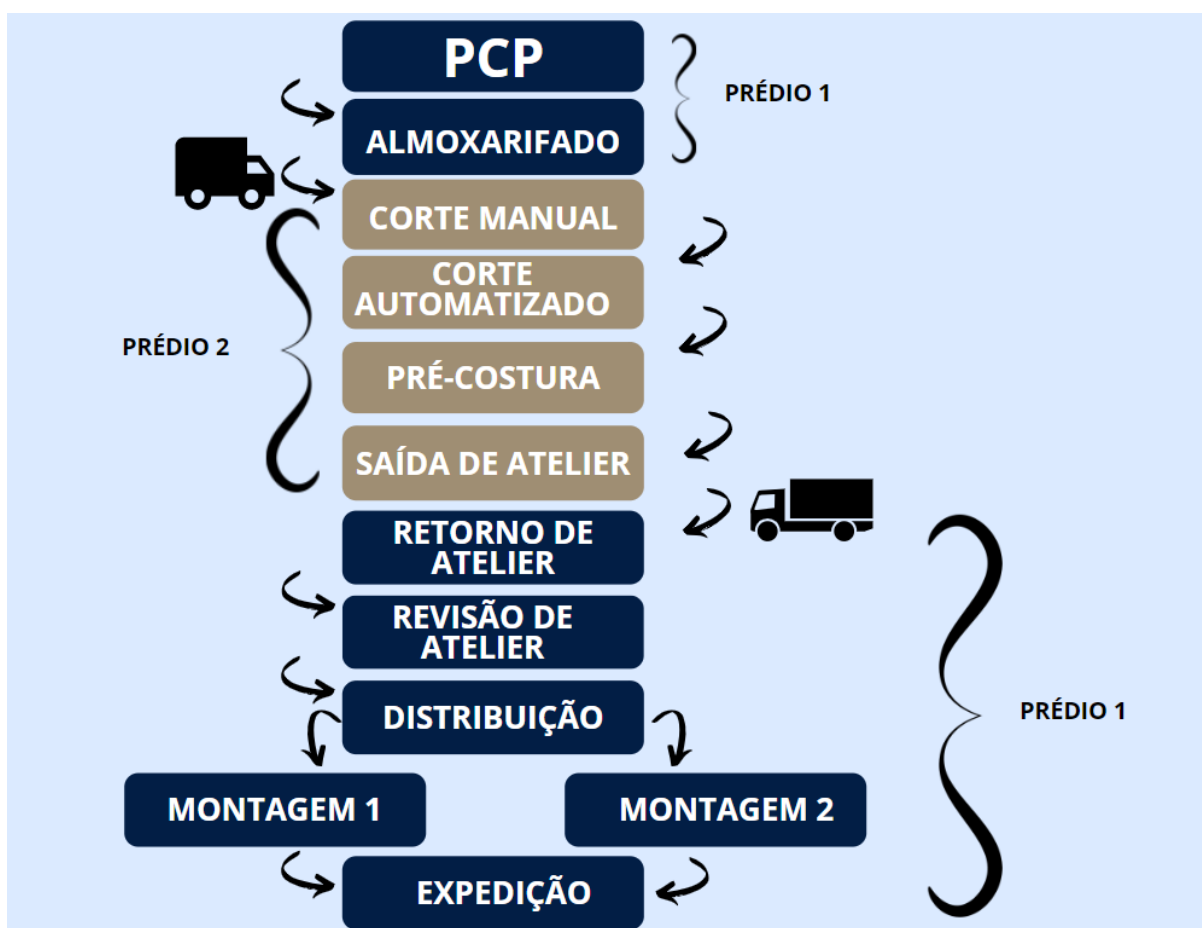 PCP
PRÉDIO 1
ALMOXARIFADO
CORTE MANUAL
CORTE
AUTOMATIZADO
PRÉDIO 2
PRÉ-COSTURA
SAÍDA DE ATELIER
RETORNO DE
ATELIER
REVISÃO DE
ATELIER
DISTRIBUIÇÃO
PRÉDIO 1
MONTAGEM 1
MONTAGEM 2
EXPEDIÇÃO